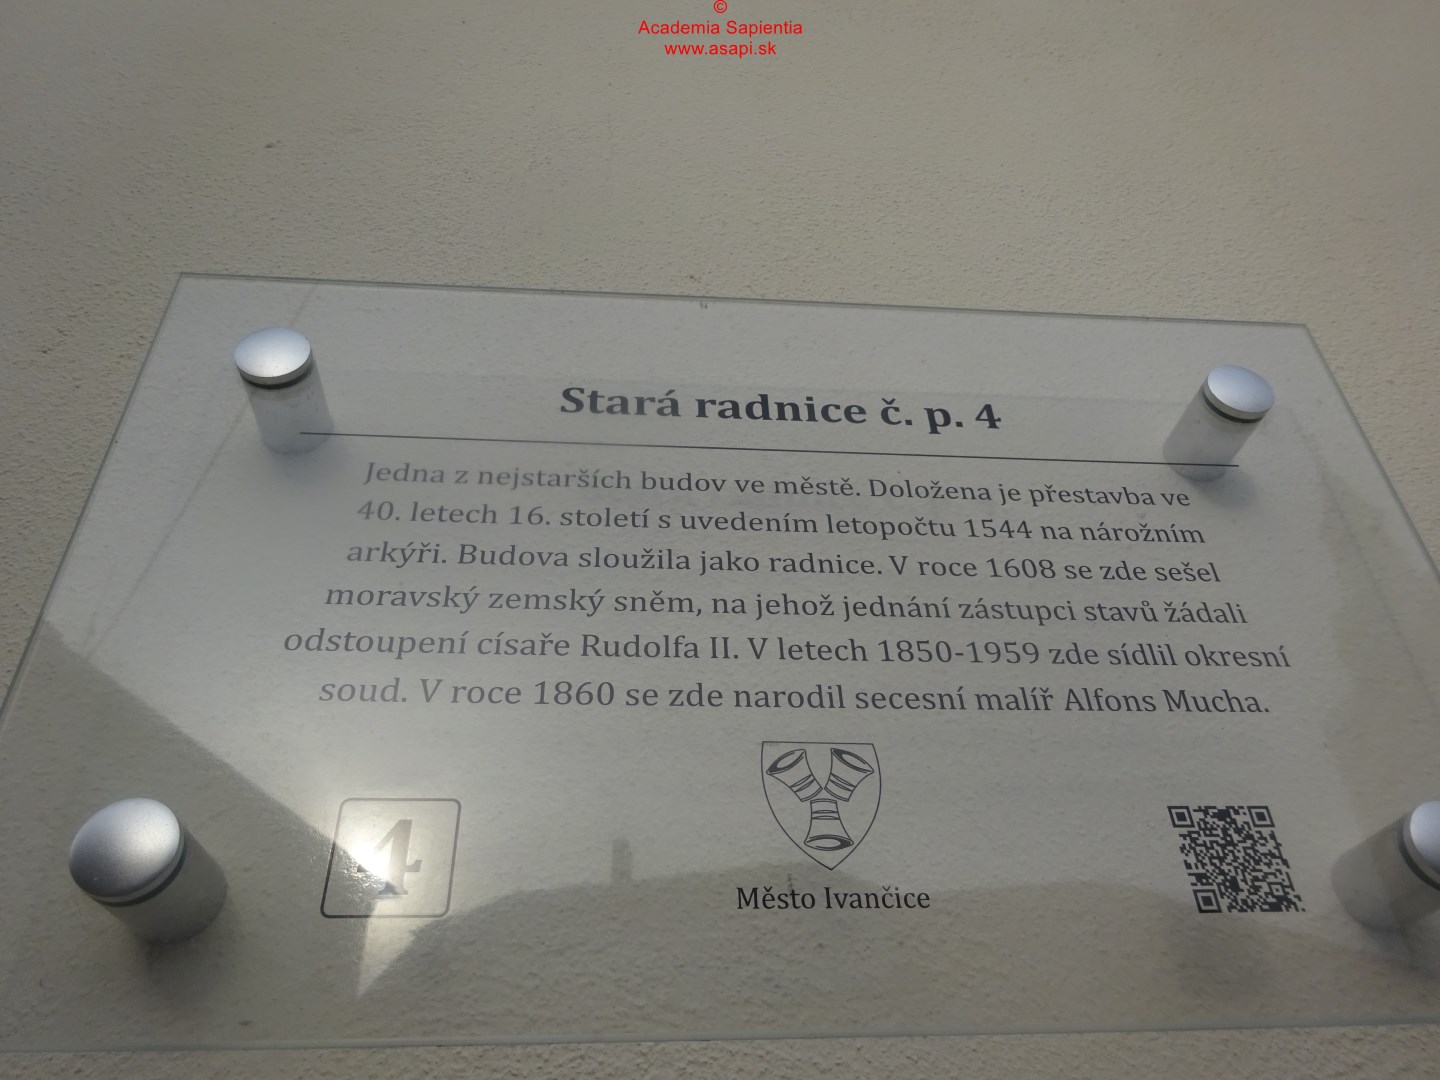 ©
Academia Sapientia
www.asapi.sk
Stará radnice č. p. 4
Jedna z nejstarších budov ve městě. Doložena je přestavba ve
40. letech 16. století s uvedením letopočtu 1544 na nárožním
arkýři. Budova sloužila jako radnice. V roce 1608 se zde sešel
moravský zemský sněm, na jehož jednání zástupci stavů žádali
odstoupení císaře Rudolfa II. V letech 1850-1959 zde sídlil okresní
soud. V roce 1860 se zde narodil secesní malíř Alfons Mucha.
4
Město Ivančice